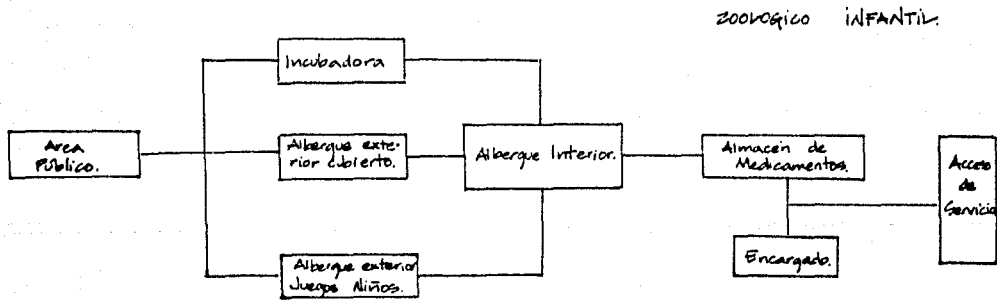 ZOOLOGICO INFANTIL.
Incubadora
Area
Público.
Albergue exte-
rior cubierto.
Albergue Interior.
Almacén de
Medicamentos.
Acceso
de
Servicio
Albergue exterior
Juegos Niños.
Encargado.